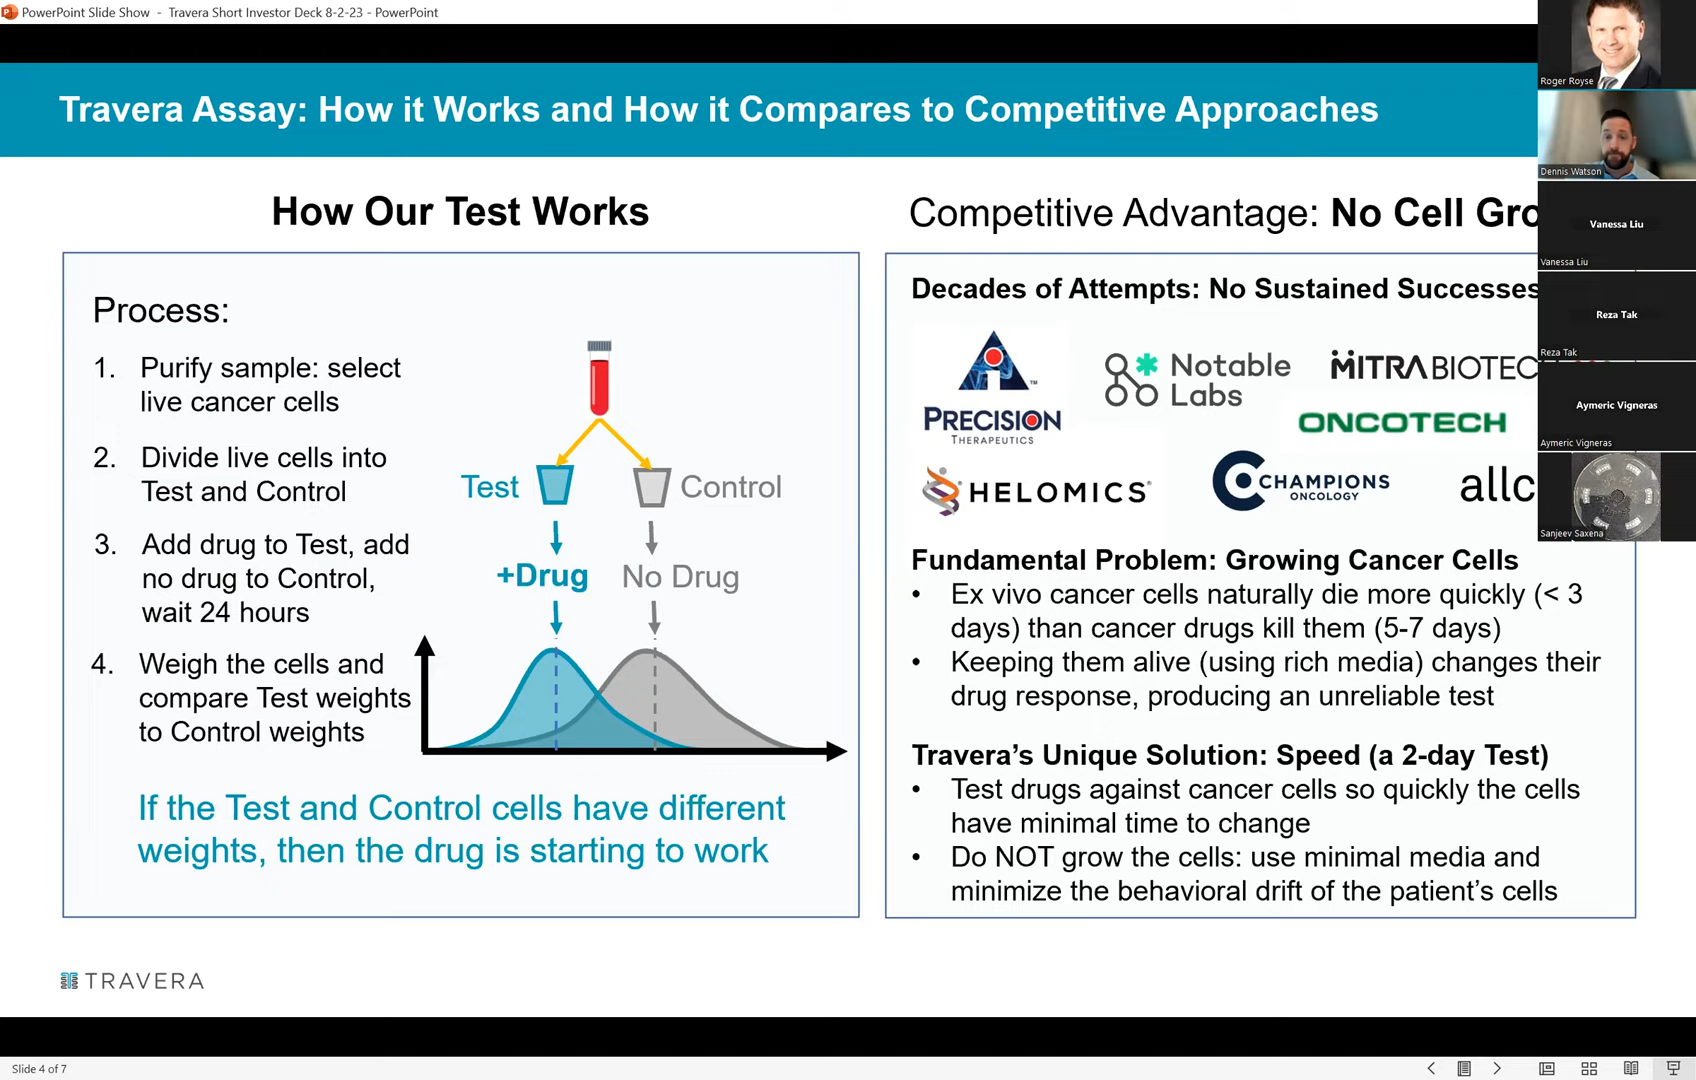 PowerPoint Slide Show - Travera Short Investor Deck 8-2-23 - PowerPoint
Travera Assay: How it Works and How it Compares to Competitive Approaches
How Our Test Works
Process:
1. Purify sample: select
live cancer cells
2. Divide live cells into
Test and Control
3. Add drug to Test, add
no drug to Control,
wait 24 hours
4. Weigh the cells and
compare Test weights
to Control weights
Test
Control
+Drug
No Drug
If the Test and Control cells have different
weights, then the drug is starting to work
Competitive Advantage: No Cell Gro
Decades of Attempts: No Sustained Successes
PRECISION
THERAPEUTICS
TM
Notable
Labs
MITRA BIOTEC
ONCOTECH
HELOMICS
CHAMPIONS
ONCOLOGY
allc
Fundamental Problem: Growing Cancer Cells
• Ex vivo cancer cells naturally die more quickly (< 3
days) than cancer drugs kill them (5-7 days)
• Keeping them alive (using rich media) changes their
drug response, producing an unreliable test
Travera's Unique Solution: Speed (a 2-day Test)
• Test drugs against cancer cells so quickly the cells
have minimal time to change
• Do NOT grow the cells: use minimal media and
minimize the behavioral drift of the patient's cells
TRAVERA
Roger Royse
Dennis Watson
Vanessa Liu
Vanessa Liu
Reza Tak
Reza Tak
Aymeric Vigneras
Aymeric Vigneras
Sanjeev Saxena
Slide 4 of 7